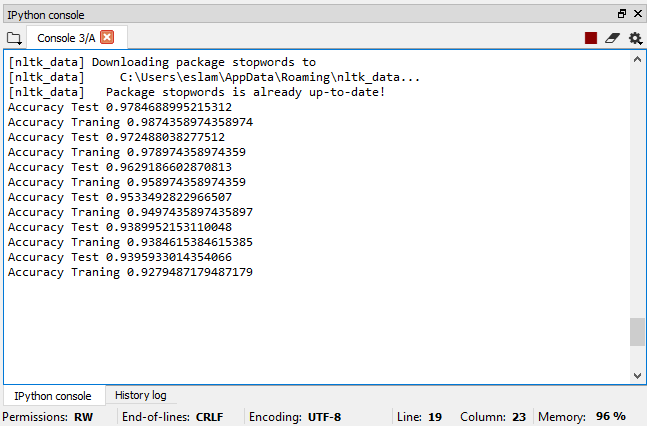 IPython console
Console 3/A
[nltk_data] Downloading package stopwords to
[nltk_data]     C:\Users\eslam\AppData\Roaming\nltk_data...
[nltk_data]   Package stopwords is already up-to-date!
Accuracy Test 0.9784688995215312
Accuracy Traning 0.9874358974358974
Accuracy Test 0.972488038277512
Accuracy Traning 0.978974358974359
Accuracy Test 0.9629186602870813
Accuracy Traning 0.958974358974359
Accuracy Test 0.9533492822966507
Accuracy Traning 0.9497435897435897
Accuracy Test 0.9389952153110048
Accuracy Traning 0.9384615384615385
Accuracy Test 0.9395933014354066
Accuracy Traning 0.9279487179487179
IPython console History log
Permissions: RW End-of-lines: CRLF Encoding: UTF-8 Line: 19 Column: 23 Memory: 96 %